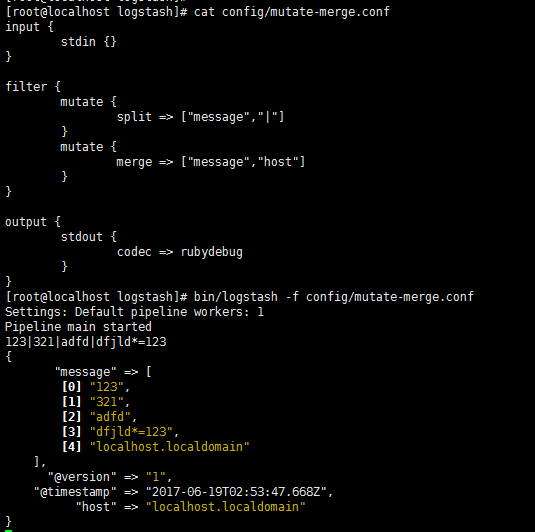 [root@localhost logstash]#
[root@localhost logstash]# cat config/mutate-merge.conf
input {
        stdin {}
}

filter {
        mutate {
                split => ["message","|"]
        }
        mutate {
                merge => ["message","host"]
        }
}

output {
        stdout {
                codec => rubydebug
        }
}
[root@localhost logstash]# bin/logstash -f config/mutate-merge.conf
Settings: Default pipeline workers: 1
Pipeline main started
123|321|adfd|dfjld*=123
{
       "message" => [
        [0] "123",
        [1] "321",
        [2] "adfd",
        [3] "dfjld*=123",
        [4] "localhost.localdomain"
    ],
      "@version" => "1",
    "@timestamp" => "2017-06-19T02:53:47.668Z",
          "host" => "localhost.localdomain"
}